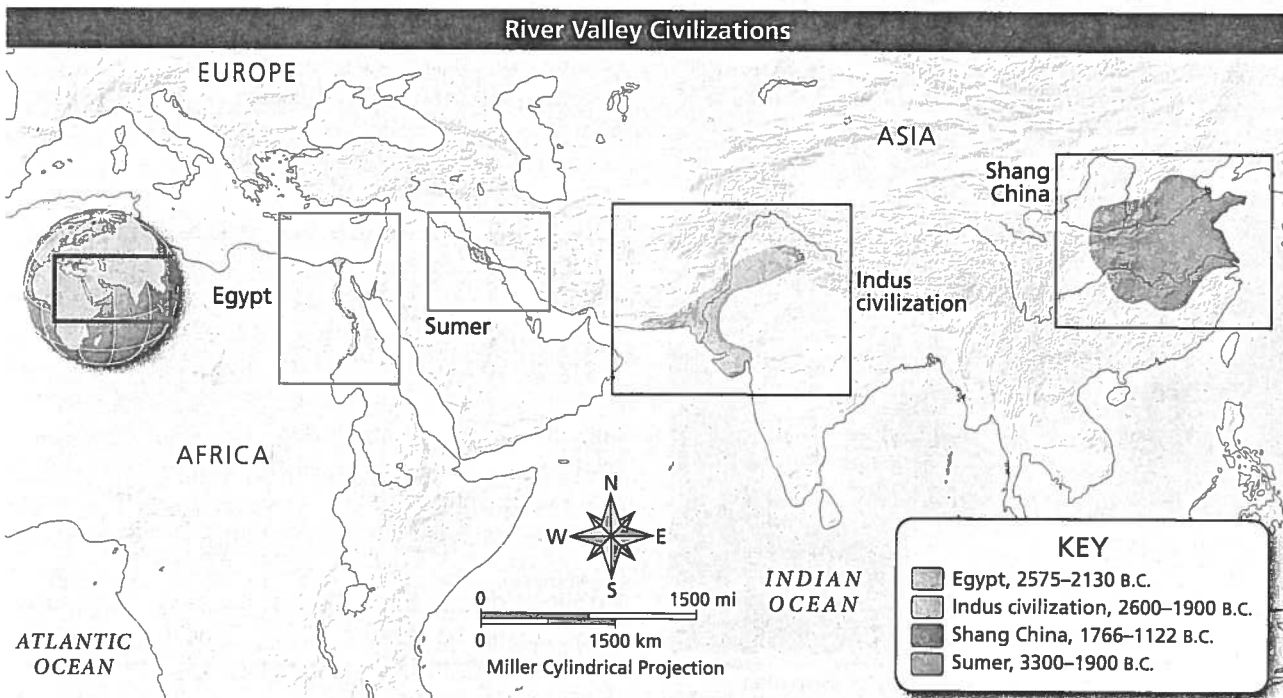 River Valley Civilizations
EUROPE
ASIA
Shang
China
Egypt
Sumer
Indus
civilization
AFRICA
N
W
E
S
0
1500 mi
0
1500 km
Miller Cylindrical Projection
INDIAN
OCEAN
ATLANTIC
OCEAN
KEY
Egypt, 2575–2130 B.C.
Indus civilization, 2600–1900 B.C.
Shang China, 1766–1122 B.C.
Sumer, 3300–1900 B.C.